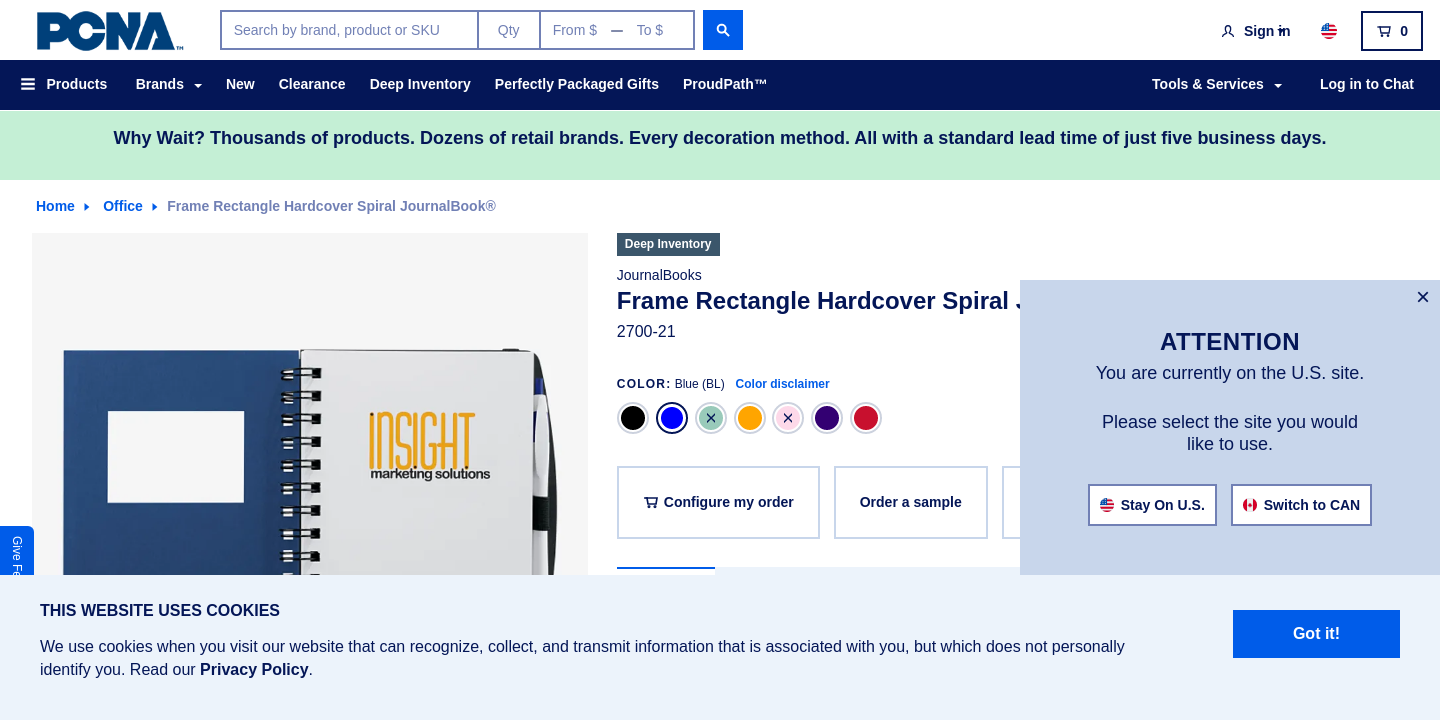 PCNA™
Search by brand, product or SKU
Qty
From $ — To $
Sign in
0
Products
Brands
New
Clearance
Deep Inventory
Perfectly Packaged Gifts
ProudPath™
Tools & Services
Log in to Chat
Why Wait? Thousands of products. Dozens of retail brands. Every decoration method. All with a standard lead time of just five business days.
Home
Office
Frame Rectangle Hardcover Spiral JournalBook®
Deep Inventory
JournalBooks
Frame Rectangle Hardcover Spiral
2700-21
COLOR: Blue (BL) Color disclaimer
Configure my order
Order a sample
INSIGHT
marketing solutions
ATTENTION
You are currently on the U.S. site.
Please select the site you would
like to use.
Stay On U.S.
Switch to CAN
Give
THIS WEBSITE USES COOKIES
We use cookies when you visit our website that can recognize, collect, and transmit information that is associated with you, but which does not personally
identify you. Read our Privacy Policy.
Got it!